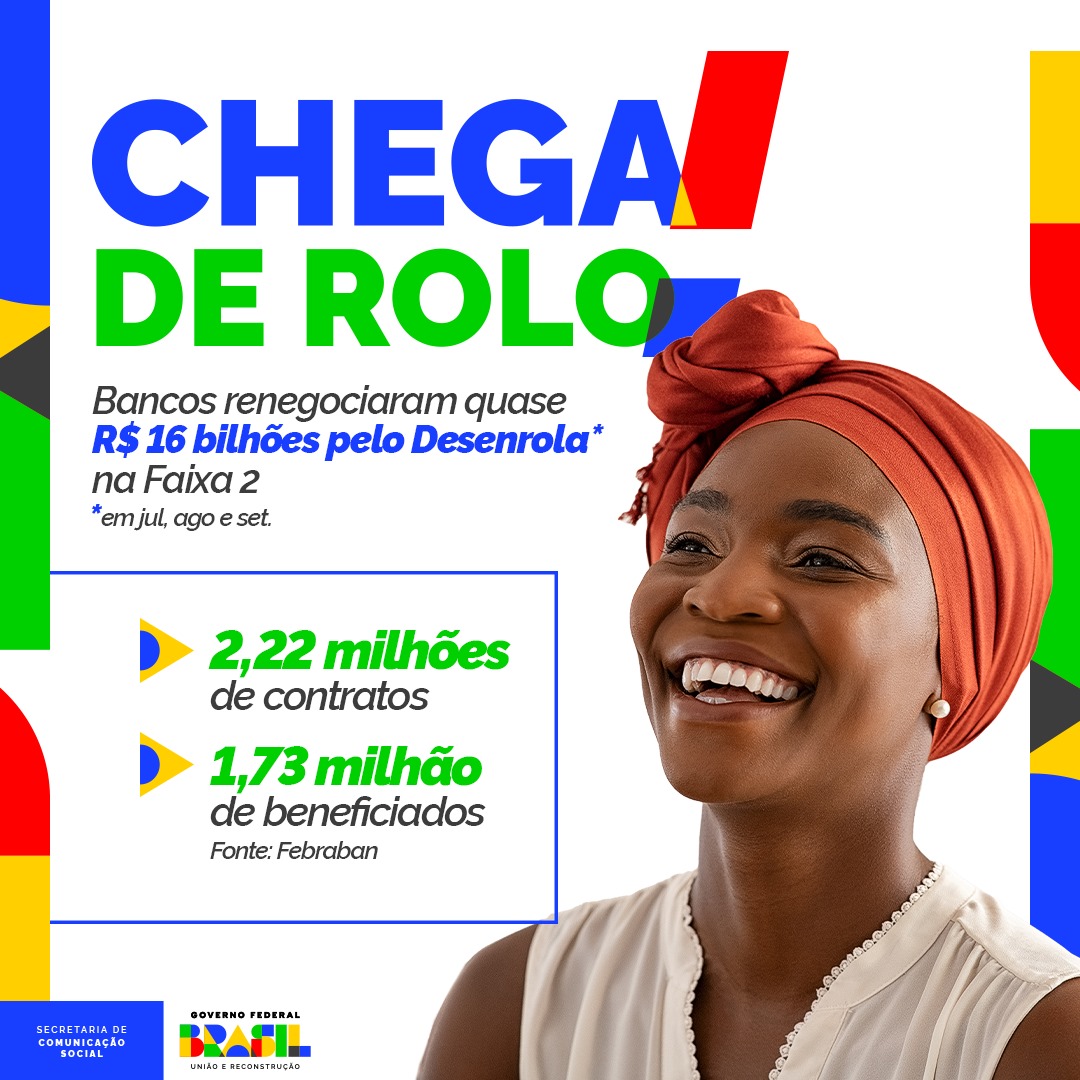 CHEGA!
DE ROLO
Bancos renegociaram quase
R$ 16 bilhões pelo Desenrola*
na Faixa 2
*em jul, ago e set.
2,22 milhões
de contratos
1,73 milhão
de beneficiados
Fonte: Febraban
SECRETARIA DE
COMUNICAÇÃO
SOCIAL
GOVERNO FEDERAL
BRASIL
UNIÃO E RECONSTRUÇÃO